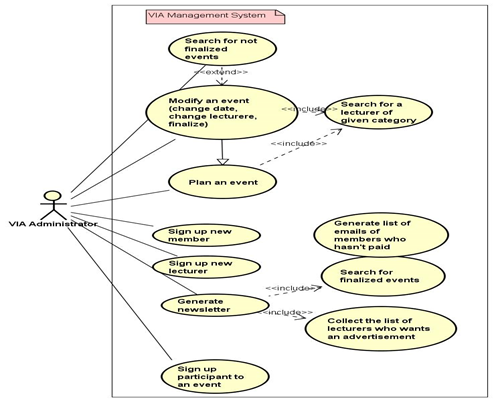 VIA Management System
Search for not
finalized
events
<<extend>>
Modify an event
(change date,
change lecturere,
finalize)
<<include>>
Search for a
lecturer of
given category
<<include>>
Plan an event
VIA Administrator
Sign up new
member
Generate list of
emails of
members who
hasn't paid
Sign up new
lecturer
Search for
finalized events
<<include>>
Generate
newsletter
<<include>>
Collect the list of
lecturers who wants
an advertisement
Sign up
participant to
an event